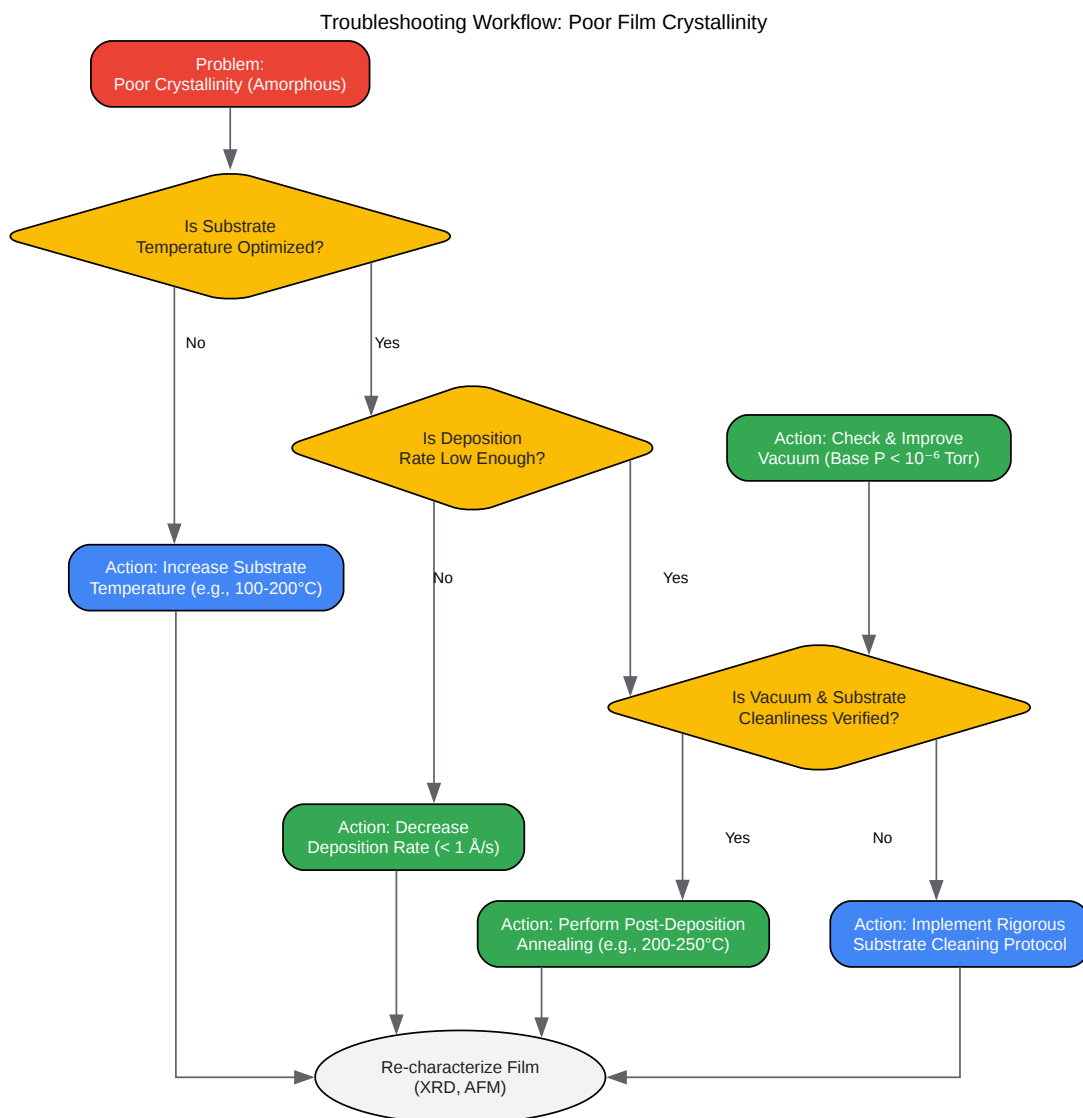 Troubleshooting Workflow: Poor Film Crystallinity
Problem:
Poor Crystallinity (Amorphous)
Is Substrate
Temperature Optimized?
No
Yes
Is Deposition
Rate Low Enough?
Action: Check & Improve
Vacuum (Base P < 10⁻⁶ Torr)
Action: Increase Substrate
Temperature (e.g., 100-200°C)
No
Yes
Is Vacuum & Substrate
Cleanliness Verified?
Action: Decrease
Deposition Rate (< 1 Å/s)
Yes
No
Action: Perform Post-Deposition
Annealing (e.g., 200-250°C)
Action: Implement Rigorous
Substrate Cleaning Protocol
Re-characterize Film
(XRD, AFM)